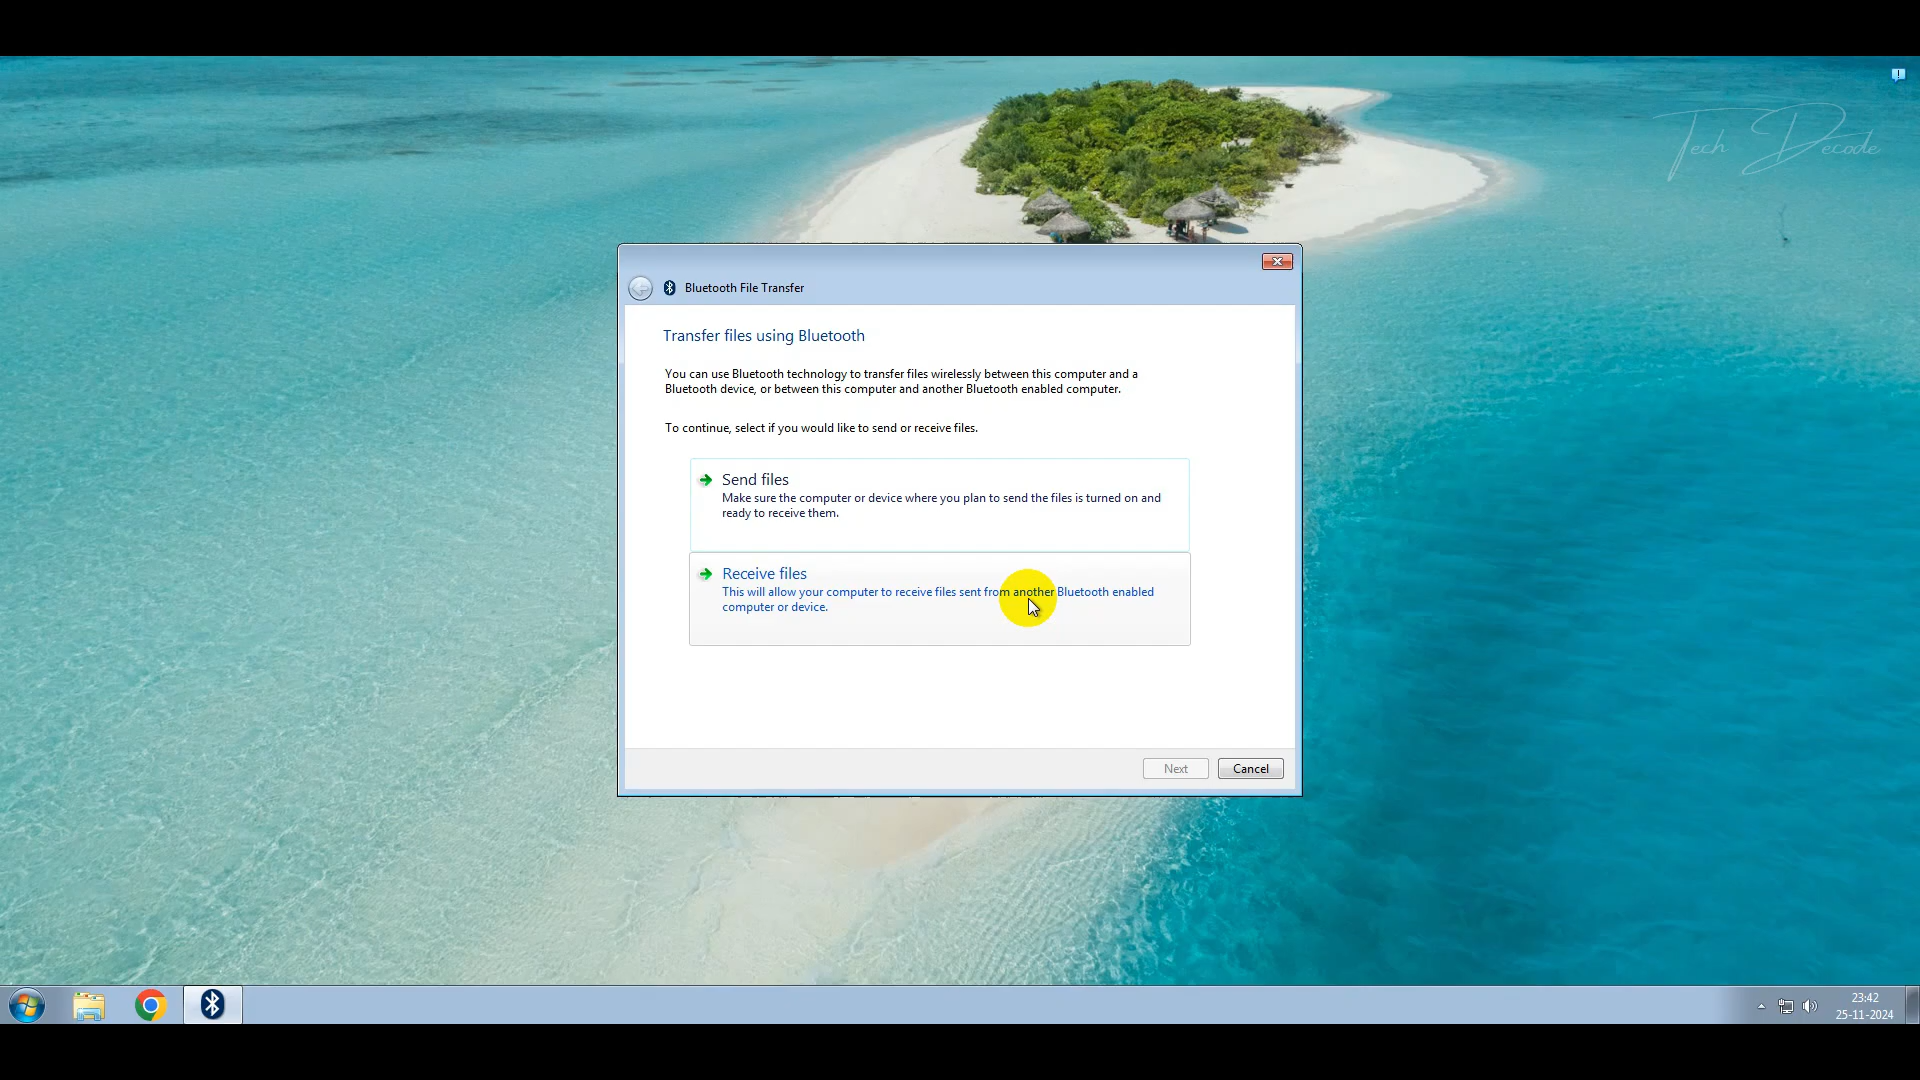 Tech Decode
Bluetooth File Transfer
Transfer files using Bluetooth
You can use Bluetooth technology to transfer files wirelessly between this computer and a
Bluetooth device, or between this computer and another Bluetooth enabled computer.
To continue, select if you would like to send or receive files.
Send files
Make sure the computer or device where you plan to send the files is turned on and
ready to receive them.
Receive files
This will allow your computer to receive files sent from another Bluetooth enabled
computer or device.
Next
Cancel
23:42
25-11-2024